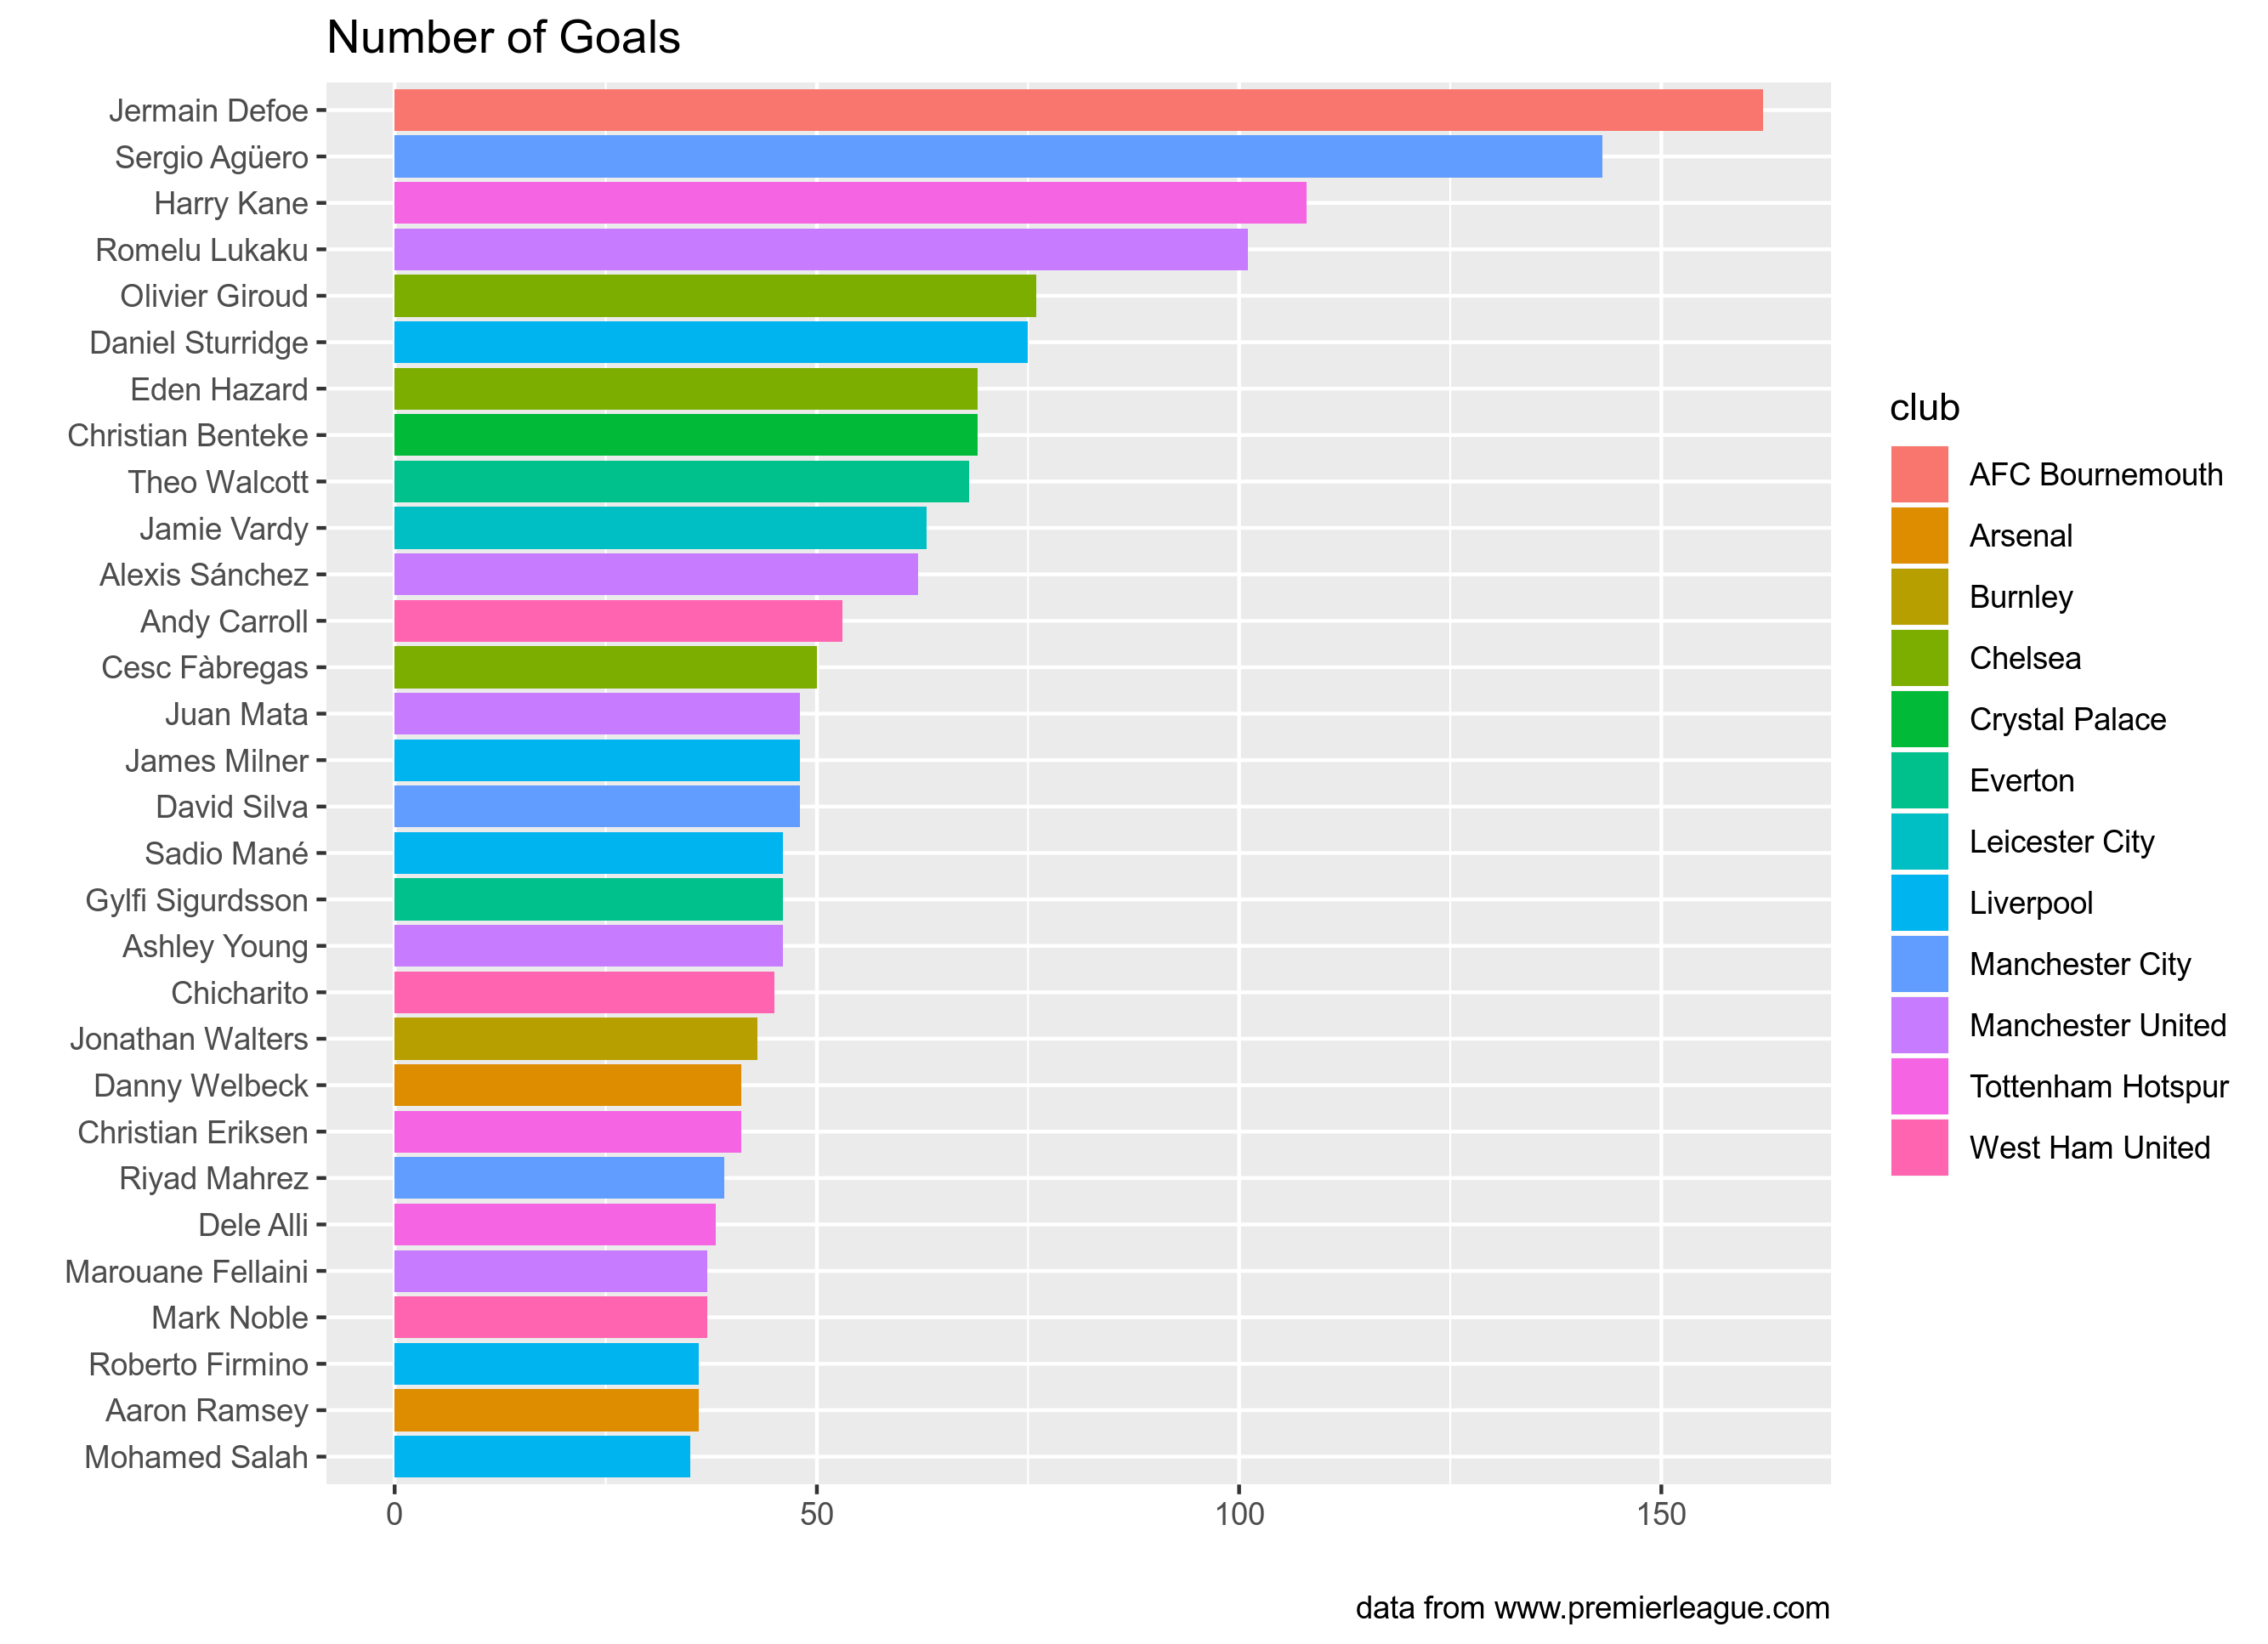 Number of Goals
Jermain Defoe
Sergio Agüero
Harry Kane
Romelu Lukaku
Olivier Giroud
Daniel Sturridge
Eden Hazard
Christian Benteke
Theo Walcott
Jamie Vardy
Alexis Sánchez
Andy Carroll
Cesc Fàbregas
Juan Mata
James Milner
David Silva
Sadio Mané
Gylfi Sigurdsson
Ashley Young
Chicharito
Jonathan Walters
Danny Welbeck
Christian Eriksen
Riyad Mahrez
Dele Alli
Marouane Fellaini
Mark Noble
Roberto Firmino
Aaron Ramsey
Mohamed Salah
0 50 100 150
club
AFC Bournemouth
Arsenal
Burnley
Chelsea
Crystal Palace
Everton
Leicester City
Liverpool
Manchester City
Manchester United
Tottenham Hotspur
West Ham United
data from www.premierleague.com